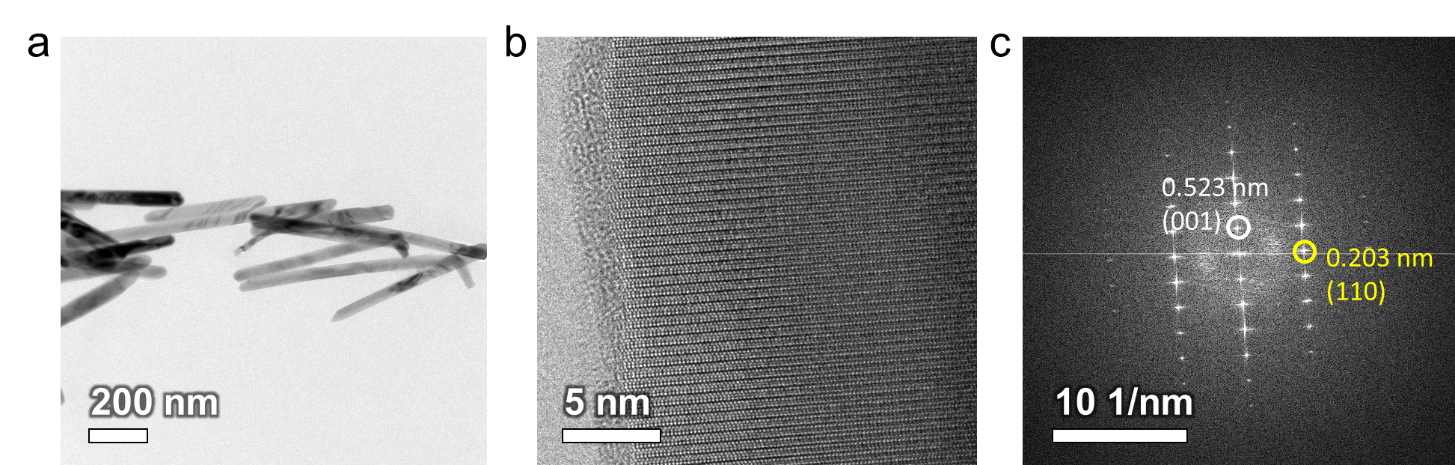 a
b
c
0.523 nm
(001)
0.203 nm
(110)
200 nm
5 nm
10 1/nm